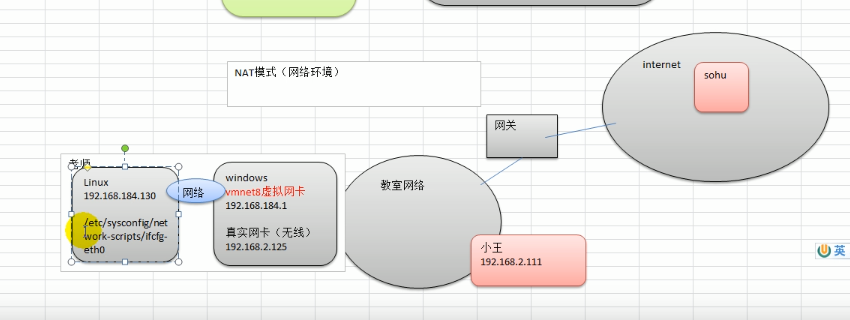 NAT模式（网络环境）
internet
sohu
网关
老师
Linux
192.168.184.130
/etc/sysconfig/net
work-scripts/ifcfg-
eth0
网络
windows
vmnet8虚拟网卡
192.168.184.1
真实网卡（无线）
192.168.2.125
教室网络
小王
192.168.2.111
英